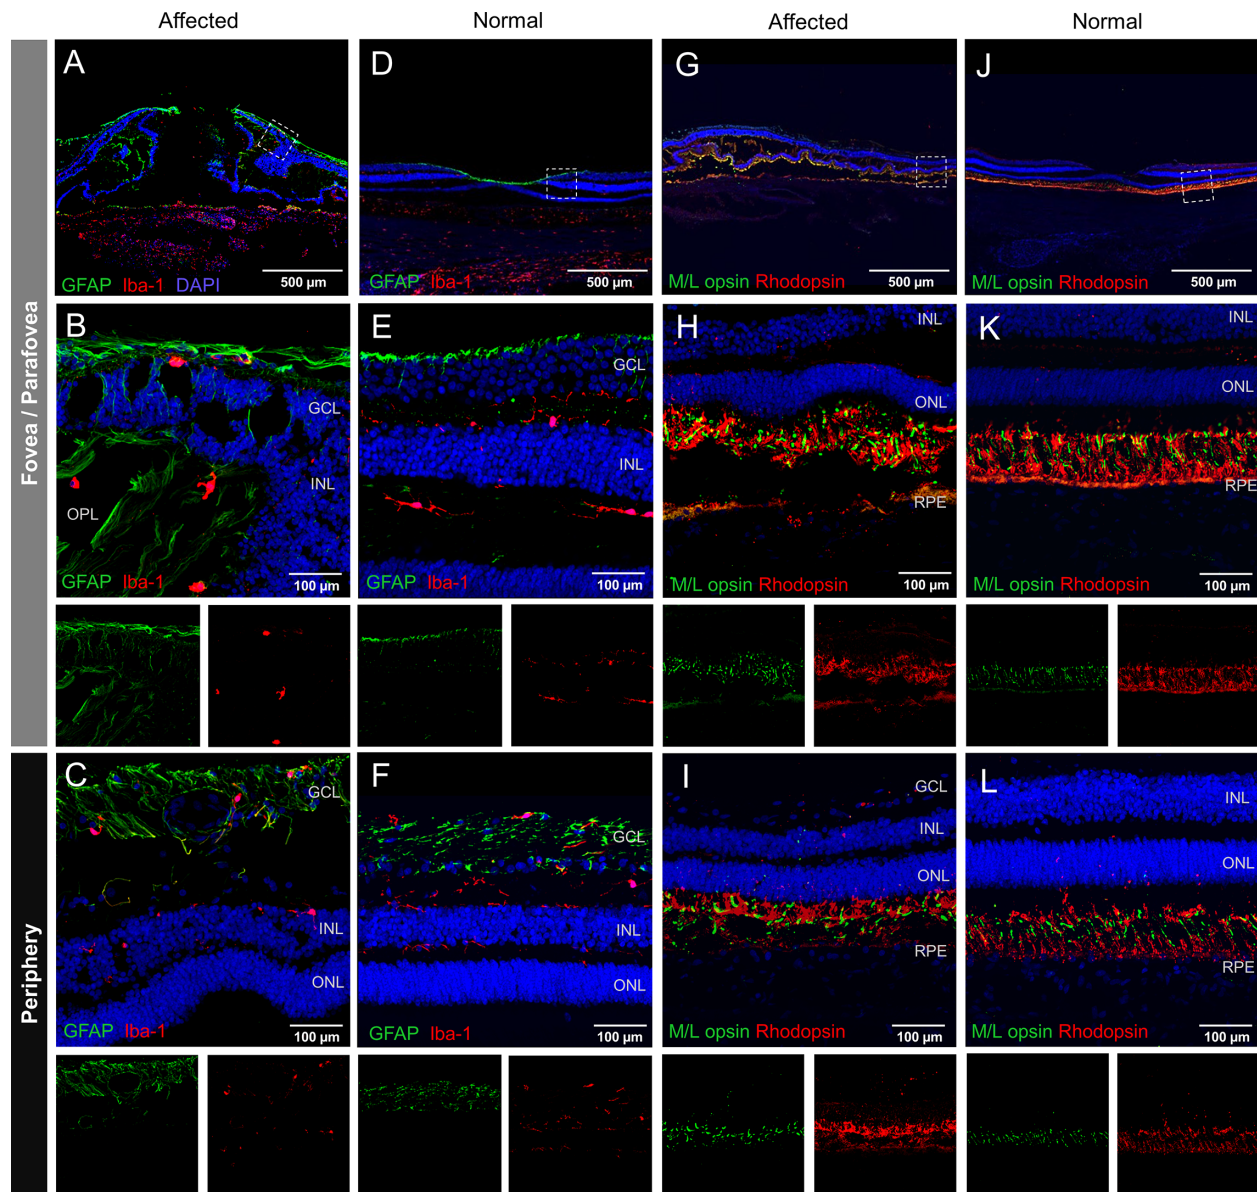 Affected Normal Affected Normal
Fovea / Parafovea
A D G J
500 µm 500 µm 500 µm 500 µm
GFAP Iba-1 DAPI GFAP Iba-1 M/L opsin Rhodopsin M/L opsin Rhodopsin
B E H K
GCL GCL INL INL
INL INL ONL ONL
OPL RPE RPE
100 µm 100 µm 100 µm 100 µm
GFAP Iba-1 GFAP Iba-1 M/L opsin Rhodopsin M/L opsin Rhodopsin
Periphery
C F I L
GCL GCL GCL INL
INL INL INL ONL
ONL ONL ONL RPE
RPE
100 µm 100 µm 100 µm 100 µm
GFAP Iba-1 GFAP Iba-1 M/L opsin Rhodopsin M/L opsin Rhodopsin